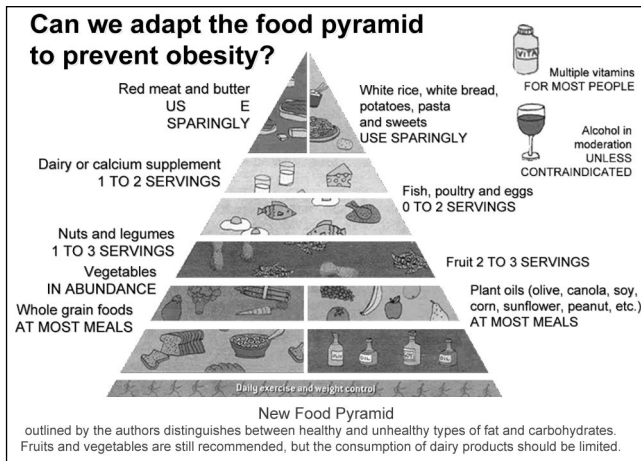 Can we adapt the food pyramid
to prevent obesity?
Red meat and butter
US E
SPARINGLY
White rice, white bread,
potatoes, pasta
and sweets
USE SPARINGLY
VITA
Multiple vitamins
FOR MOST PEOPLE
Alcohol in
moderation
UNLESS
CONTRAINDICATED
Dairy or calcium supplement
1 TO 2 SERVINGS
Fish, poultry and eggs
0 TO 2 SERVINGS
Nuts and legumes
1 TO 3 SERVINGS
Vegetables
IN ABUNDANCE
Fruit 2 TO 3 SERVINGS
Whole grain foods
AT MOST MEALS
Plant oils (olive, canola, soy,
corn, sunflower, peanut, etc.)
AT MOST MEALS
OIL
Daily exercise and weight control
New Food Pyramid
outlined by the authors distinguishes between healthy and unhealthy types of fat and carbohydrates.
Fruits and vegetables are still recommended, but the consumption of dairy products should be limited.